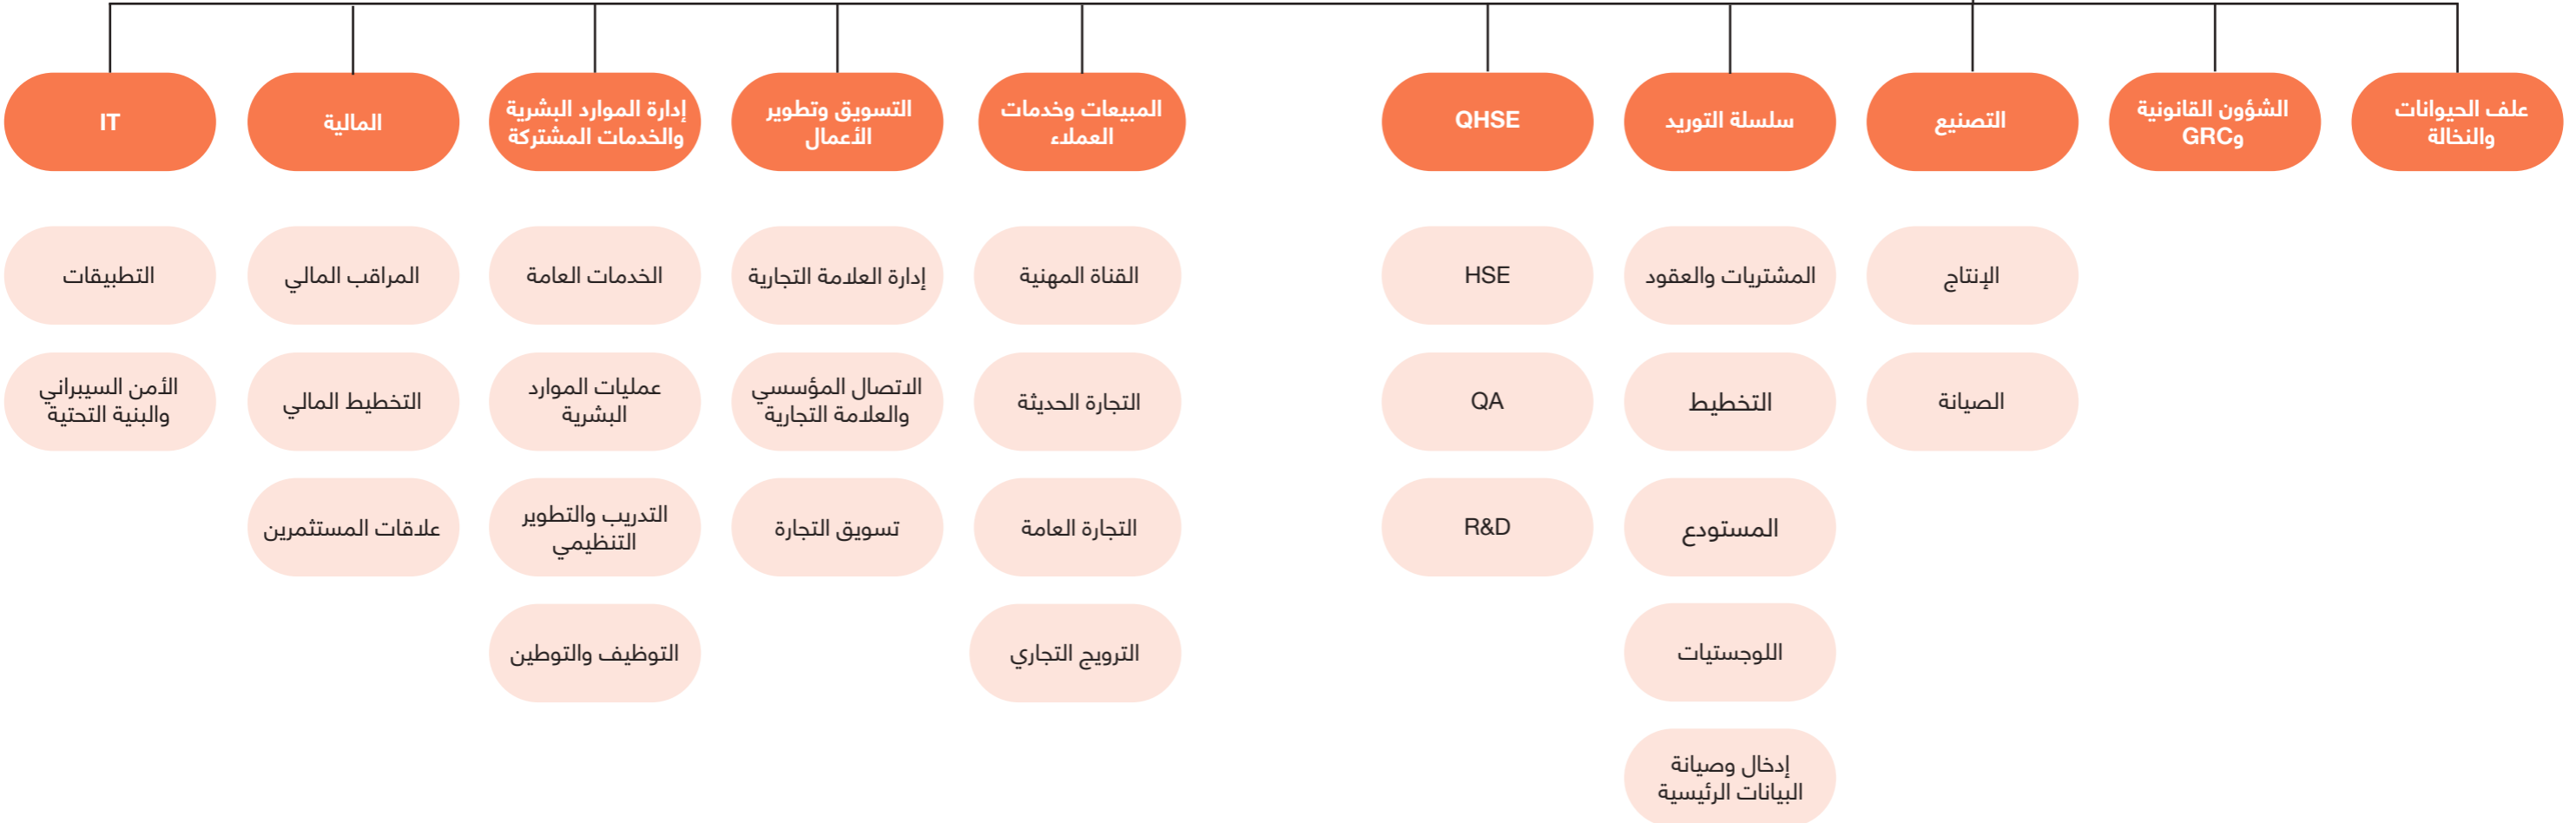 علف الحيوانات
والنخالة
الشؤون القانونية
وGRC
التصنيع
سلسلة التوريد
QHSE
المبيعات وخدمات
العملاء
التسويق وتطوير
الأعمال
إدارة الموارد البشرية
والخدمات المشتركة
المالية
IT
الإنتاج
المشتريات والعقود
HSE
القناة المهنية
إدارة العلامة التجارية
الخدمات العامة
المراقب المالي
التطبيقات
الصيانة
التخطيط
QA
التجارة الحديثة
الاتصال المؤسسي
والعلامة التجارية
عمليات الموارد
البشرية
التخطيط المالي
الأمن السيبراني
والبنية التحتية
المستودع
R&D
التجارة العامة
تسويق التجارة
التدريب والتطوير
التنظيمي
علاقات المستثمرين
اللوجستيات
الترويج التجاري
التوظيف والتوطين
إدخال وصيانة
البيانات الرئيسية